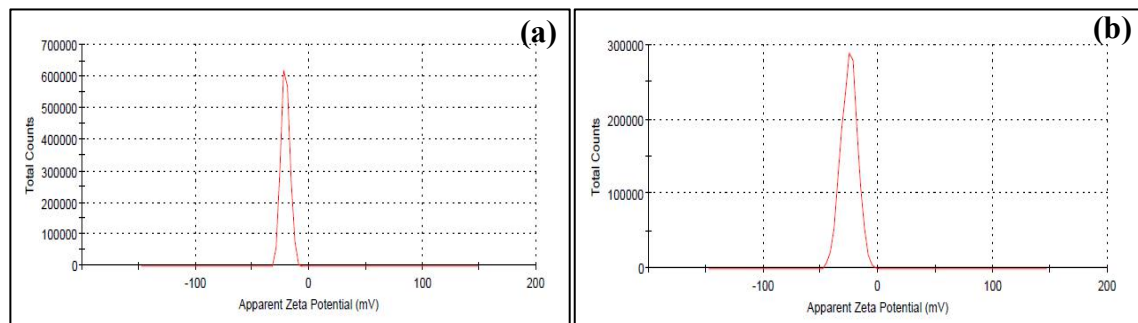 (a)
Total Counts
700000
600000
500000
400000
300000
200000
100000
0
-100 0 100 200
Apparent Zeta Potential (mV)
(b)
Total Counts
300000
200000
100000
0
-100 0 100 200
Apparent Zeta Potential (mV)